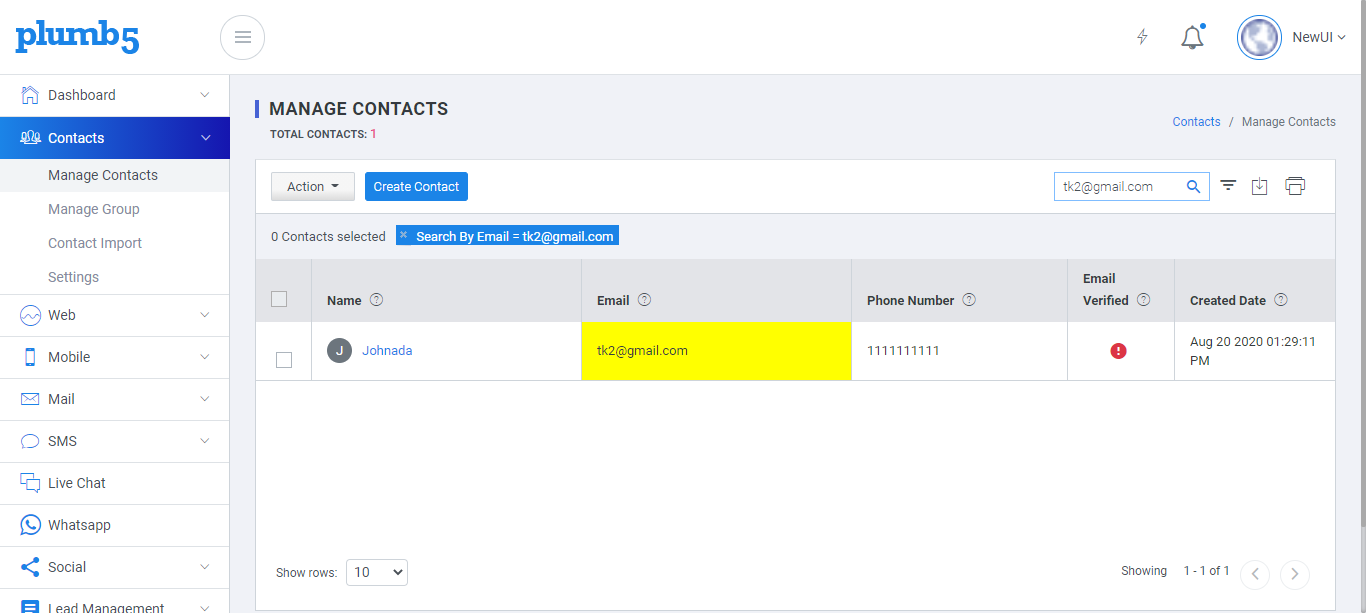 plumb5
NewUI
Dashboard
Contacts
Manage Contacts
Manage Group
Contact Import
Settings
Web
Mobile
Mail
SMS
Live Chat
Whatsapp
Social
Lead Management
MANAGE CONTACTS
TOTAL CONTACTS: 1
Contacts / Manage Contacts
Action
Create Contact
tk2@gmail.com
0 Contacts selected
× Search By Email = tk2@gmail.com
Name ?
Email ?
Phone Number ?
Email
Verified ?
Created Date ?
J Johnada
tk2@gmail.com
1111111111
!
Aug 20 2020 01:29:11
PM
Show rows: 10
Showing 1 - 1 of 1